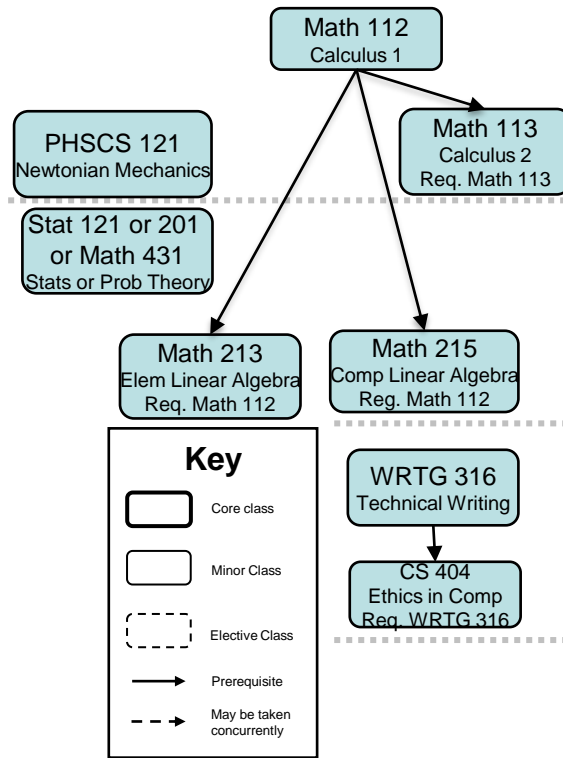 Math 112
Calculus 1
PHSCS 121
Newtonian Mechanics
Math 113
Calculus 2
Req. Math 113
Stat 121 or 201
or Math 431
Stats or Prob Theory
Math 213
Elem Linear Algebra
Req. Math 112
Math 215
Comp Linear Algebra
Reg. Math 112
Key
Core class
Minor Class
Elective Class
Prerequisite
May be taken
concurrently
WRTG 316
Technical Writing
CS 404
Ethics in Comp
Req. WRTG 316